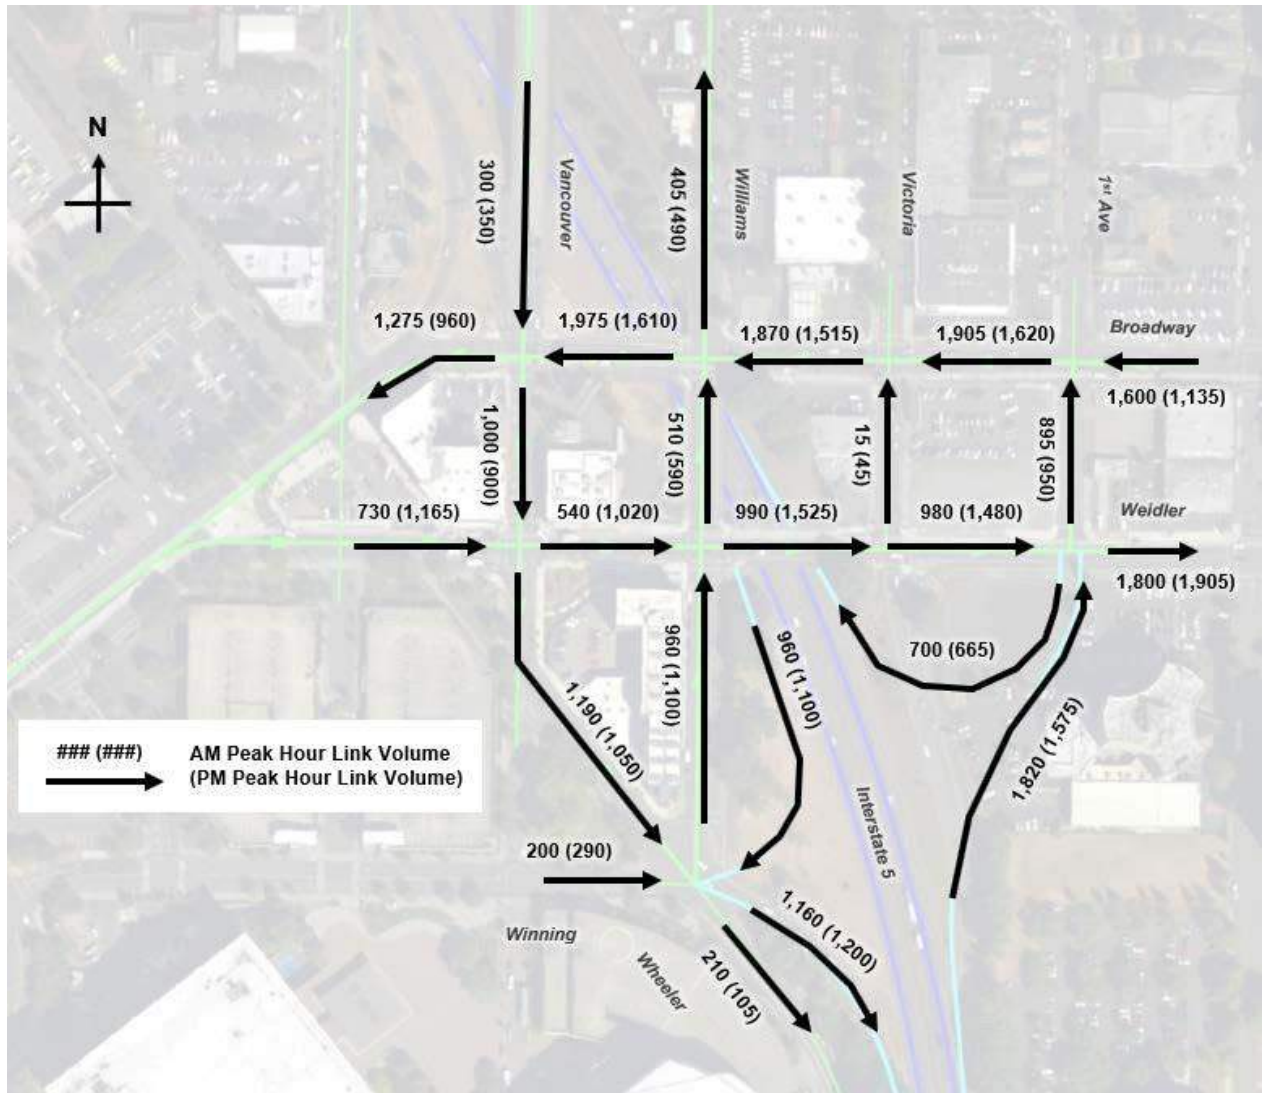 N
300 (350)
Vancouver
405 (490)
Williams
Victoria
1st Ave
1,275 (960)
1,975 (1,610)
1,870 (1,515)
1,905 (1,620)
Broadway
1,600 (1,135)
1,000 (900)
510 (590)
15 (45)
895 (950)
730 (1,165)
540 (1,020)
990 (1,525)
980 (1,480)
Weidler
1,800 (1,905)
960 (1,100)
960 (1,100)
700 (665)
1,190 (1,050)
1,820 (1,575)
### (###)
AM Peak Hour Link Volume
(PM Peak Hour Link Volume)
Interstate 5
200 (290)
1,160 (1,200)
Winning
Wheeler
210 (105)